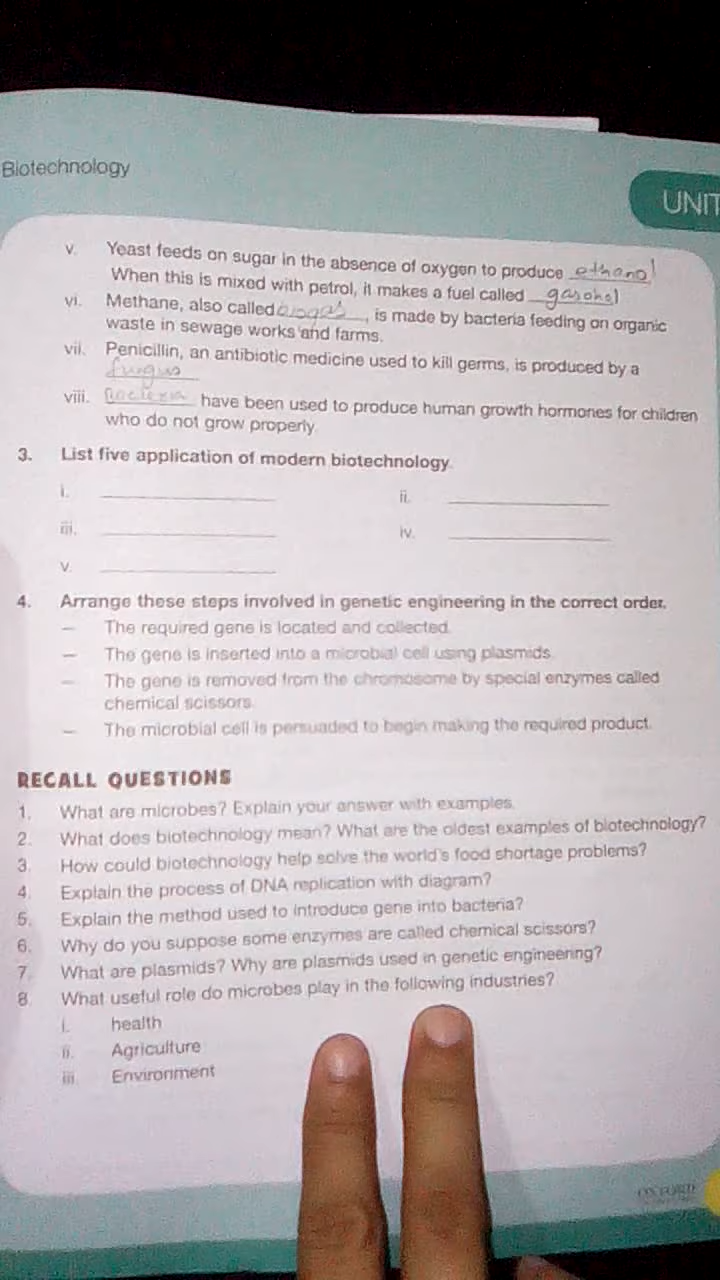 Biotechnology
UNIT
v. Yeast feeds on sugar in the absence of oxygen to produce ethanol
When this is mixed with petrol, it makes a fuel called gasohol
vi. Methane, also called biogas, is made by bacteria feeding on organic
waste in sewage works and farms.
vii. Penicillin, an antibiotic medicine used to kill germs, is produced by a
fungus
viii. Bacteria have been used to produce human growth hormones for children
who do not grow properly.
3. List five application of modern biotechnology.
i. ii.
iii. iv.
v.
4. Arrange these steps involved in genetic engineering in the correct order.
— The required gene is located and collected.
— The gene is inserted into a microbial cell using plasmids.
— The gene is removed from the chromosome by special enzymes called
chemical scissors.
— The microbial cell is persuaded to begin making the required product.
RECALL QUESTIONS
1. What are microbes? Explain your answer with examples.
2. What does biotechnology mean? What are the oldest examples of biotechnology?
3. How could biotechnology help solve the world's food shortage problems?
4. Explain the process of DNA replication with diagram?
5. Explain the method used to introduce gene into bacteria?
6. Why do you suppose some enzymes are called chemical scissors?
7. What are plasmids? Why are plasmids used in genetic engineering?
8. What useful role do microbes play in the following industries?
i. health
ii. Agriculture
iii. Environment
OXFORD